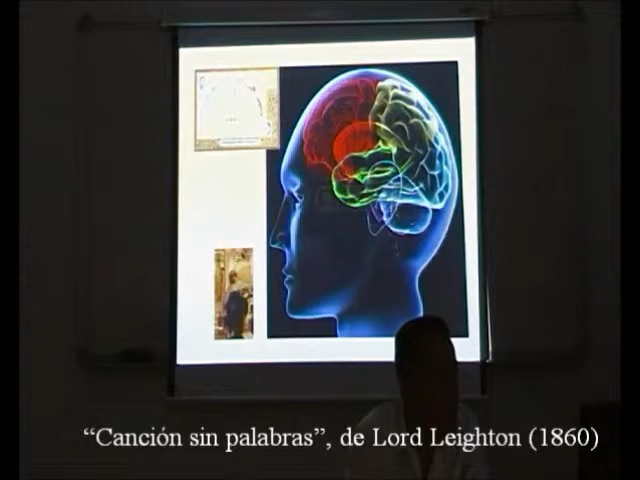 “Canción sin palabras”, de Lord Leighton (1860)